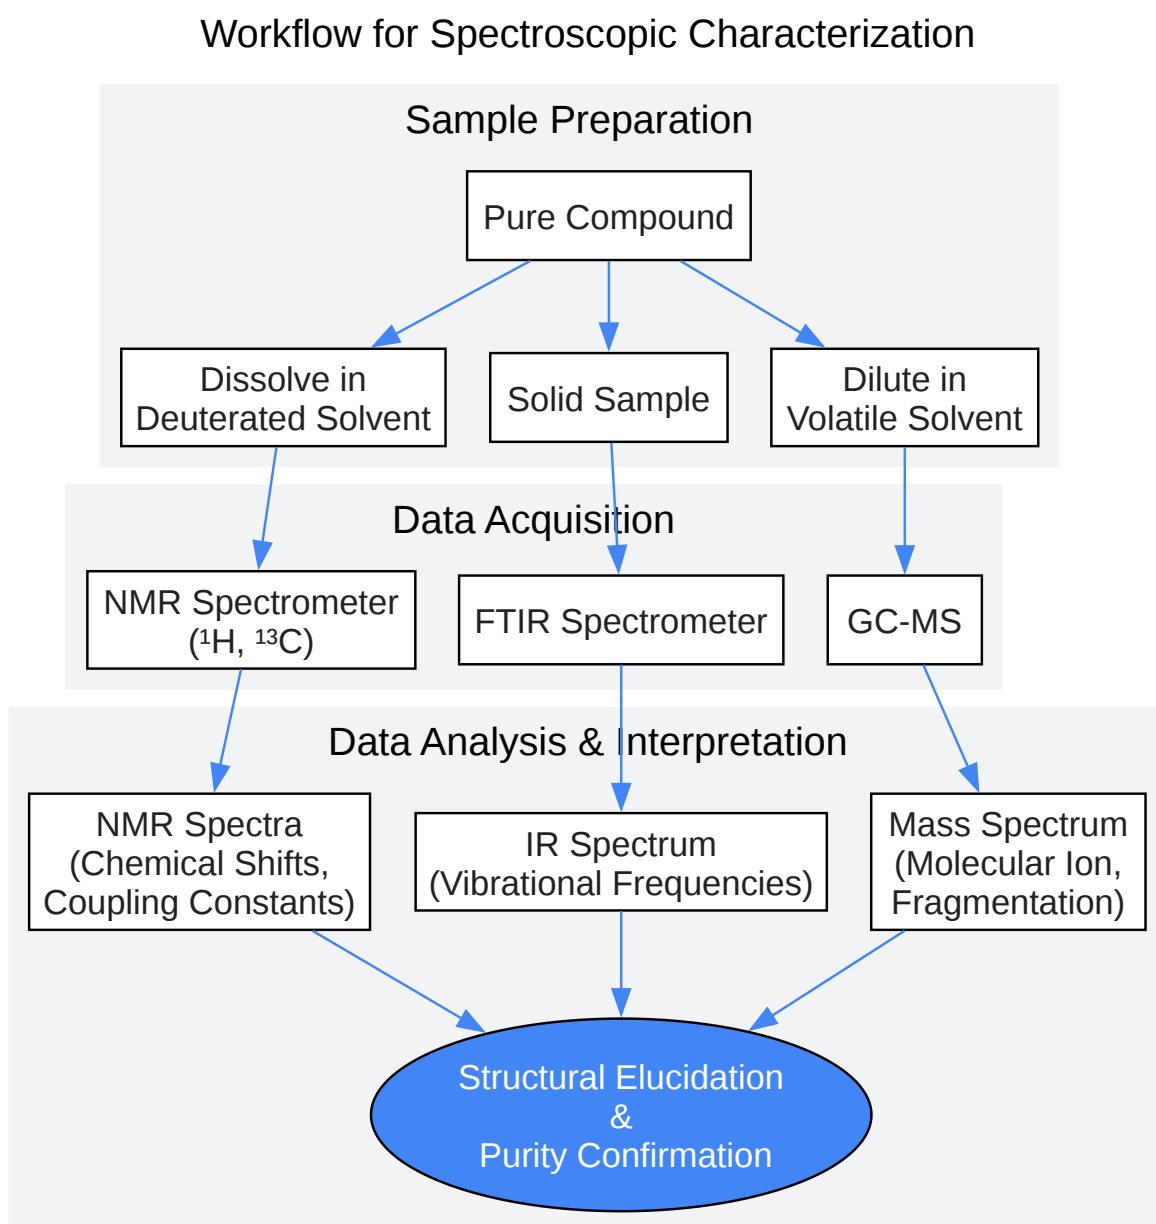 Workflow for Spectroscopic Characterization
Sample Preparation
Pure Compound
Dissolve in
Deuterated Solvent
Solid Sample
Dilute in
Volatile Solvent
Data Acquisition
NMR Spectrometer
(¹H, ¹³C)
FTIR Spectrometer
GC-MS
Data Analysis & Interpretation
NMR Spectra
(Chemical Shifts,
Coupling Constants)
IR Spectrum
(Vibrational Frequencies)
Mass Spectrum
(Molecular Ion,
Fragmentation)
Structural Elucidation
&
Purity Confirmation